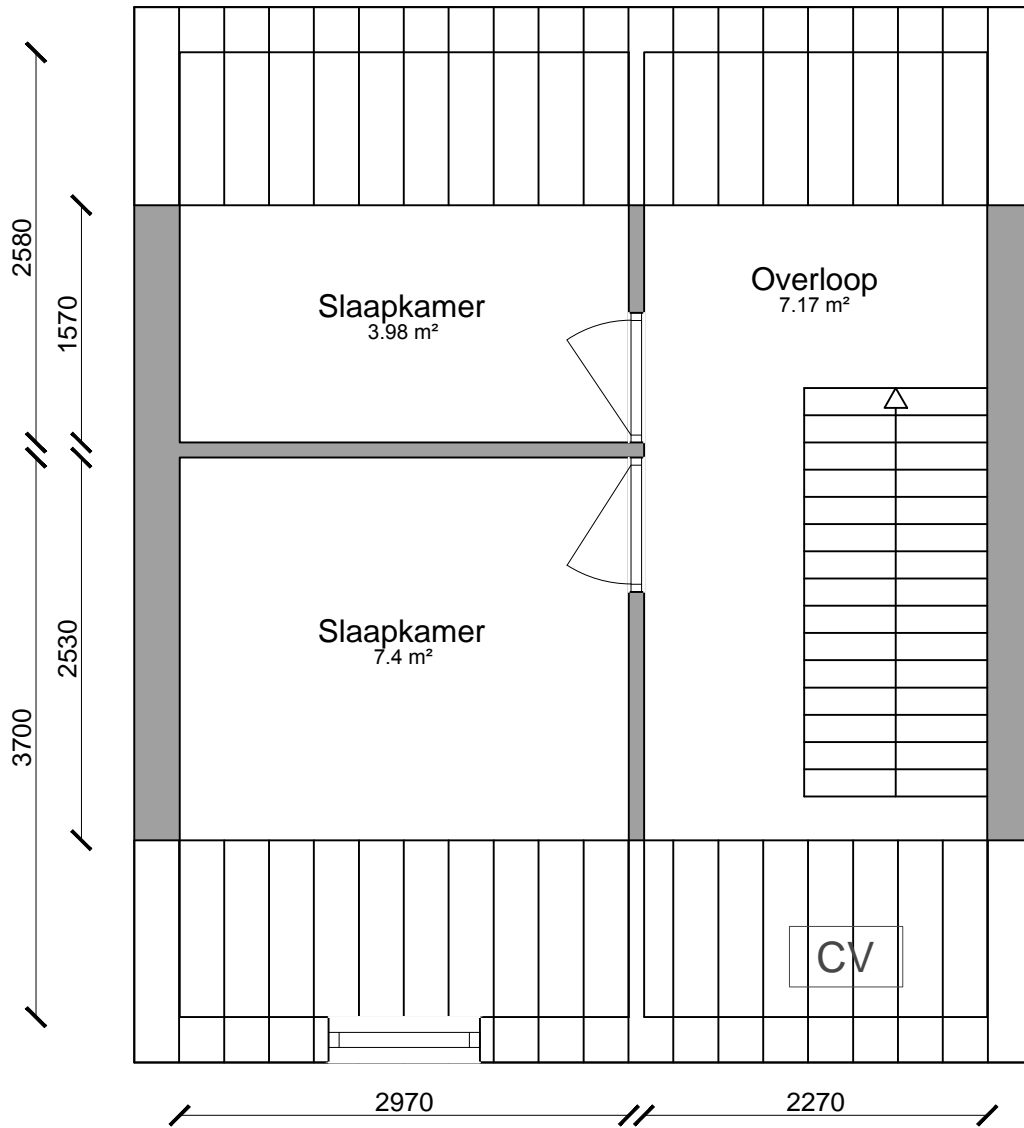 2580
1570
Slaapkamer
3.98 m²
Overloop
7.17 m²
2530
3700
Slaapkamer
7.4 m²
CV
2970
2270